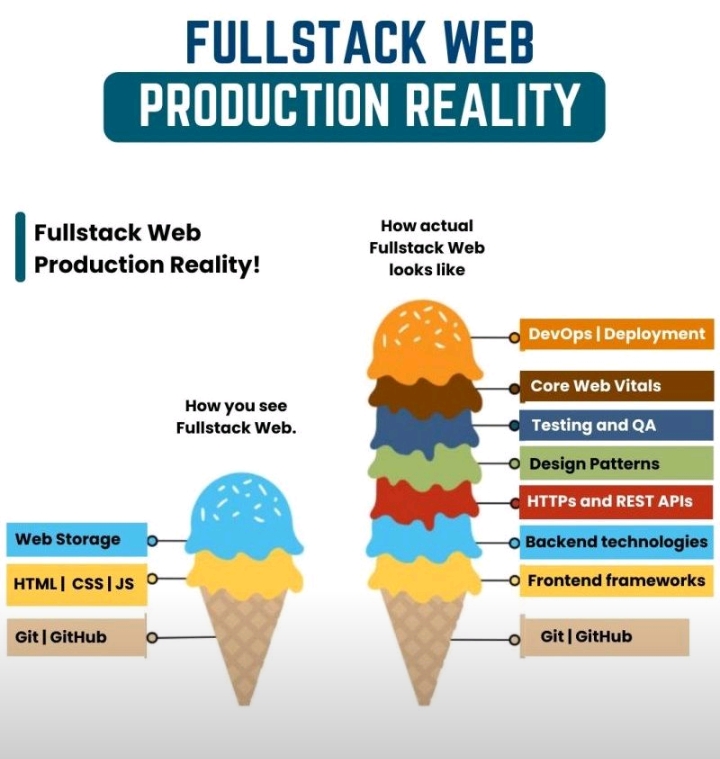 FULLSTACK WEB
PRODUCTION REALITY
Fullstack Web
Production Reality!
How you see
Fullstack Web.
Web Storage
HTML | CSS | JS
Git | GitHub
How actual
Fullstack Web
looks like
DevOps | Deployment
Core Web Vitals
Testing and QA
Design Patterns
HTTPs and REST APIs
Backend technologies
Frontend frameworks
Git | GitHub